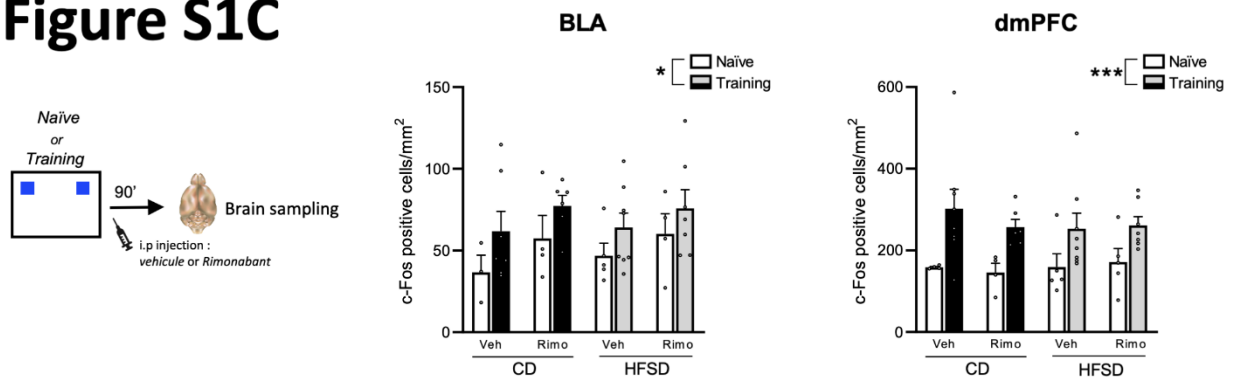 Figure S1C
Naïve
or
Training
90'
Brain sampling
i.p injection :
vehicule or Rimonabant
BLA
* Naïve
Training
c-Fos positive cells/mm2
150
100
50
0
Veh Rimo Veh Rimo
CD HFSD
dmPFC
*** Naïve
Training
c-Fos positive cells/mm2
600
400
200
0
Veh Rimo Veh Rimo
CD HFSD